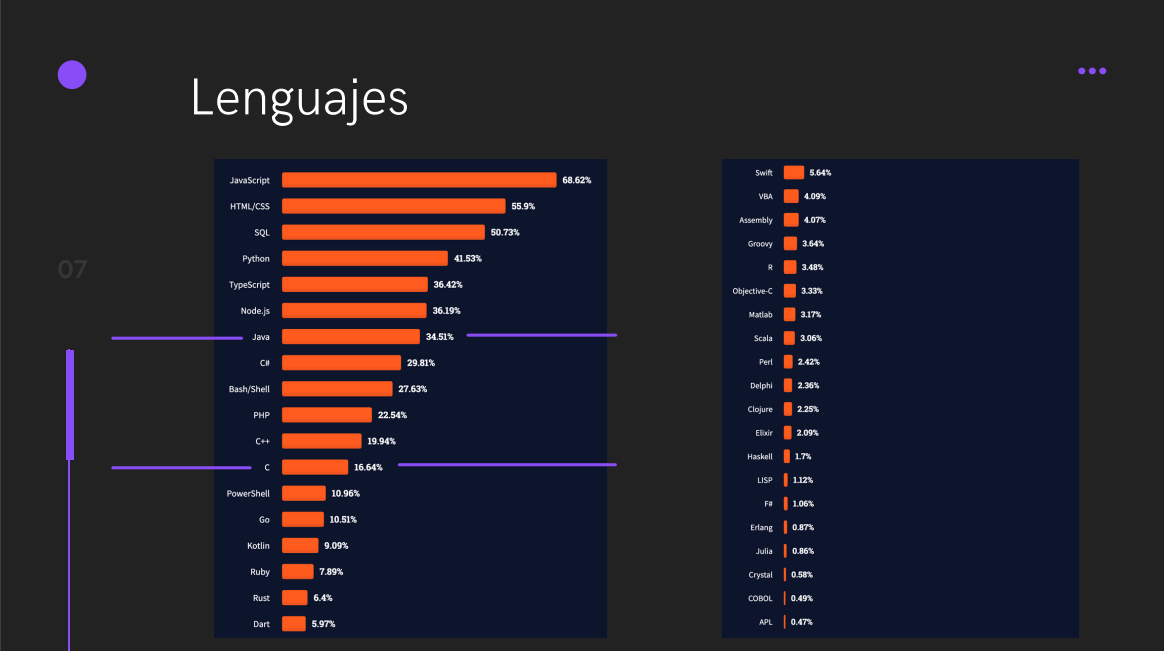 Lenguajes
07
JavaScript 68.62%
HTML/CSS 55.9%
SQL 50.73%
Python 41.53%
TypeScript 36.42%
Node.js 36.19%
Java 34.51%
C# 29.81%
Bash/Shell 27.63%
PHP 22.54%
C++ 19.94%
C 16.64%
PowerShell 10.96%
Go 10.51%
Kotlin 9.09%
Ruby 7.89%
Rust 6.4%
Dart 5.97%
Swift 5.64%
VBA 4.09%
Assembly 4.07%
Groovy 3.64%
R 3.48%
Objective-C 3.33%
Matlab 3.17%
Scala 3.06%
Perl 2.42%
Delphi 2.36%
Clojure 2.25%
Elixir 2.09%
Haskell 1.7%
LISP 1.12%
F# 1.06%
Erlang 0.87%
Julia 0.86%
Crystal 0.58%
COBOL 0.49%
APL 0.47%